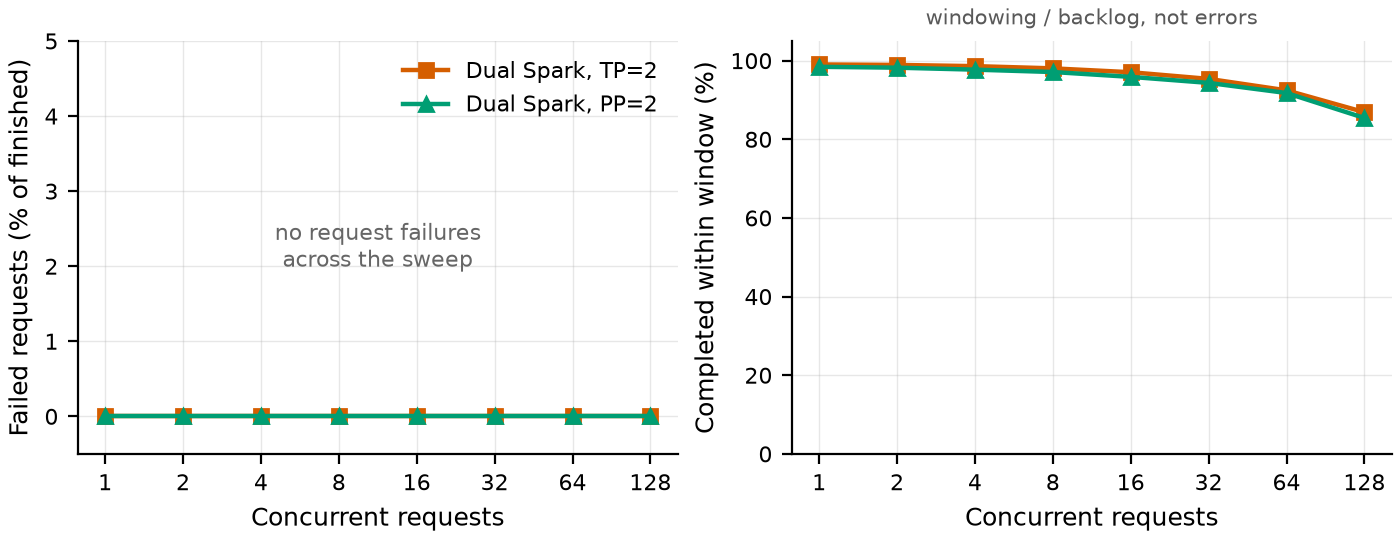 Failed requests (% of finished)
5
4
3
2
1
0
Dual Spark, TP=2
Dual Spark, PP=2
no request failures
across the sweep
1 2 4 8 16 32 64 128
Concurrent requests
windowing / backlog, not errors
Completed within window (%)
100
80
60
40
20
0
1 2 4 8 16 32 64 128
Concurrent requests